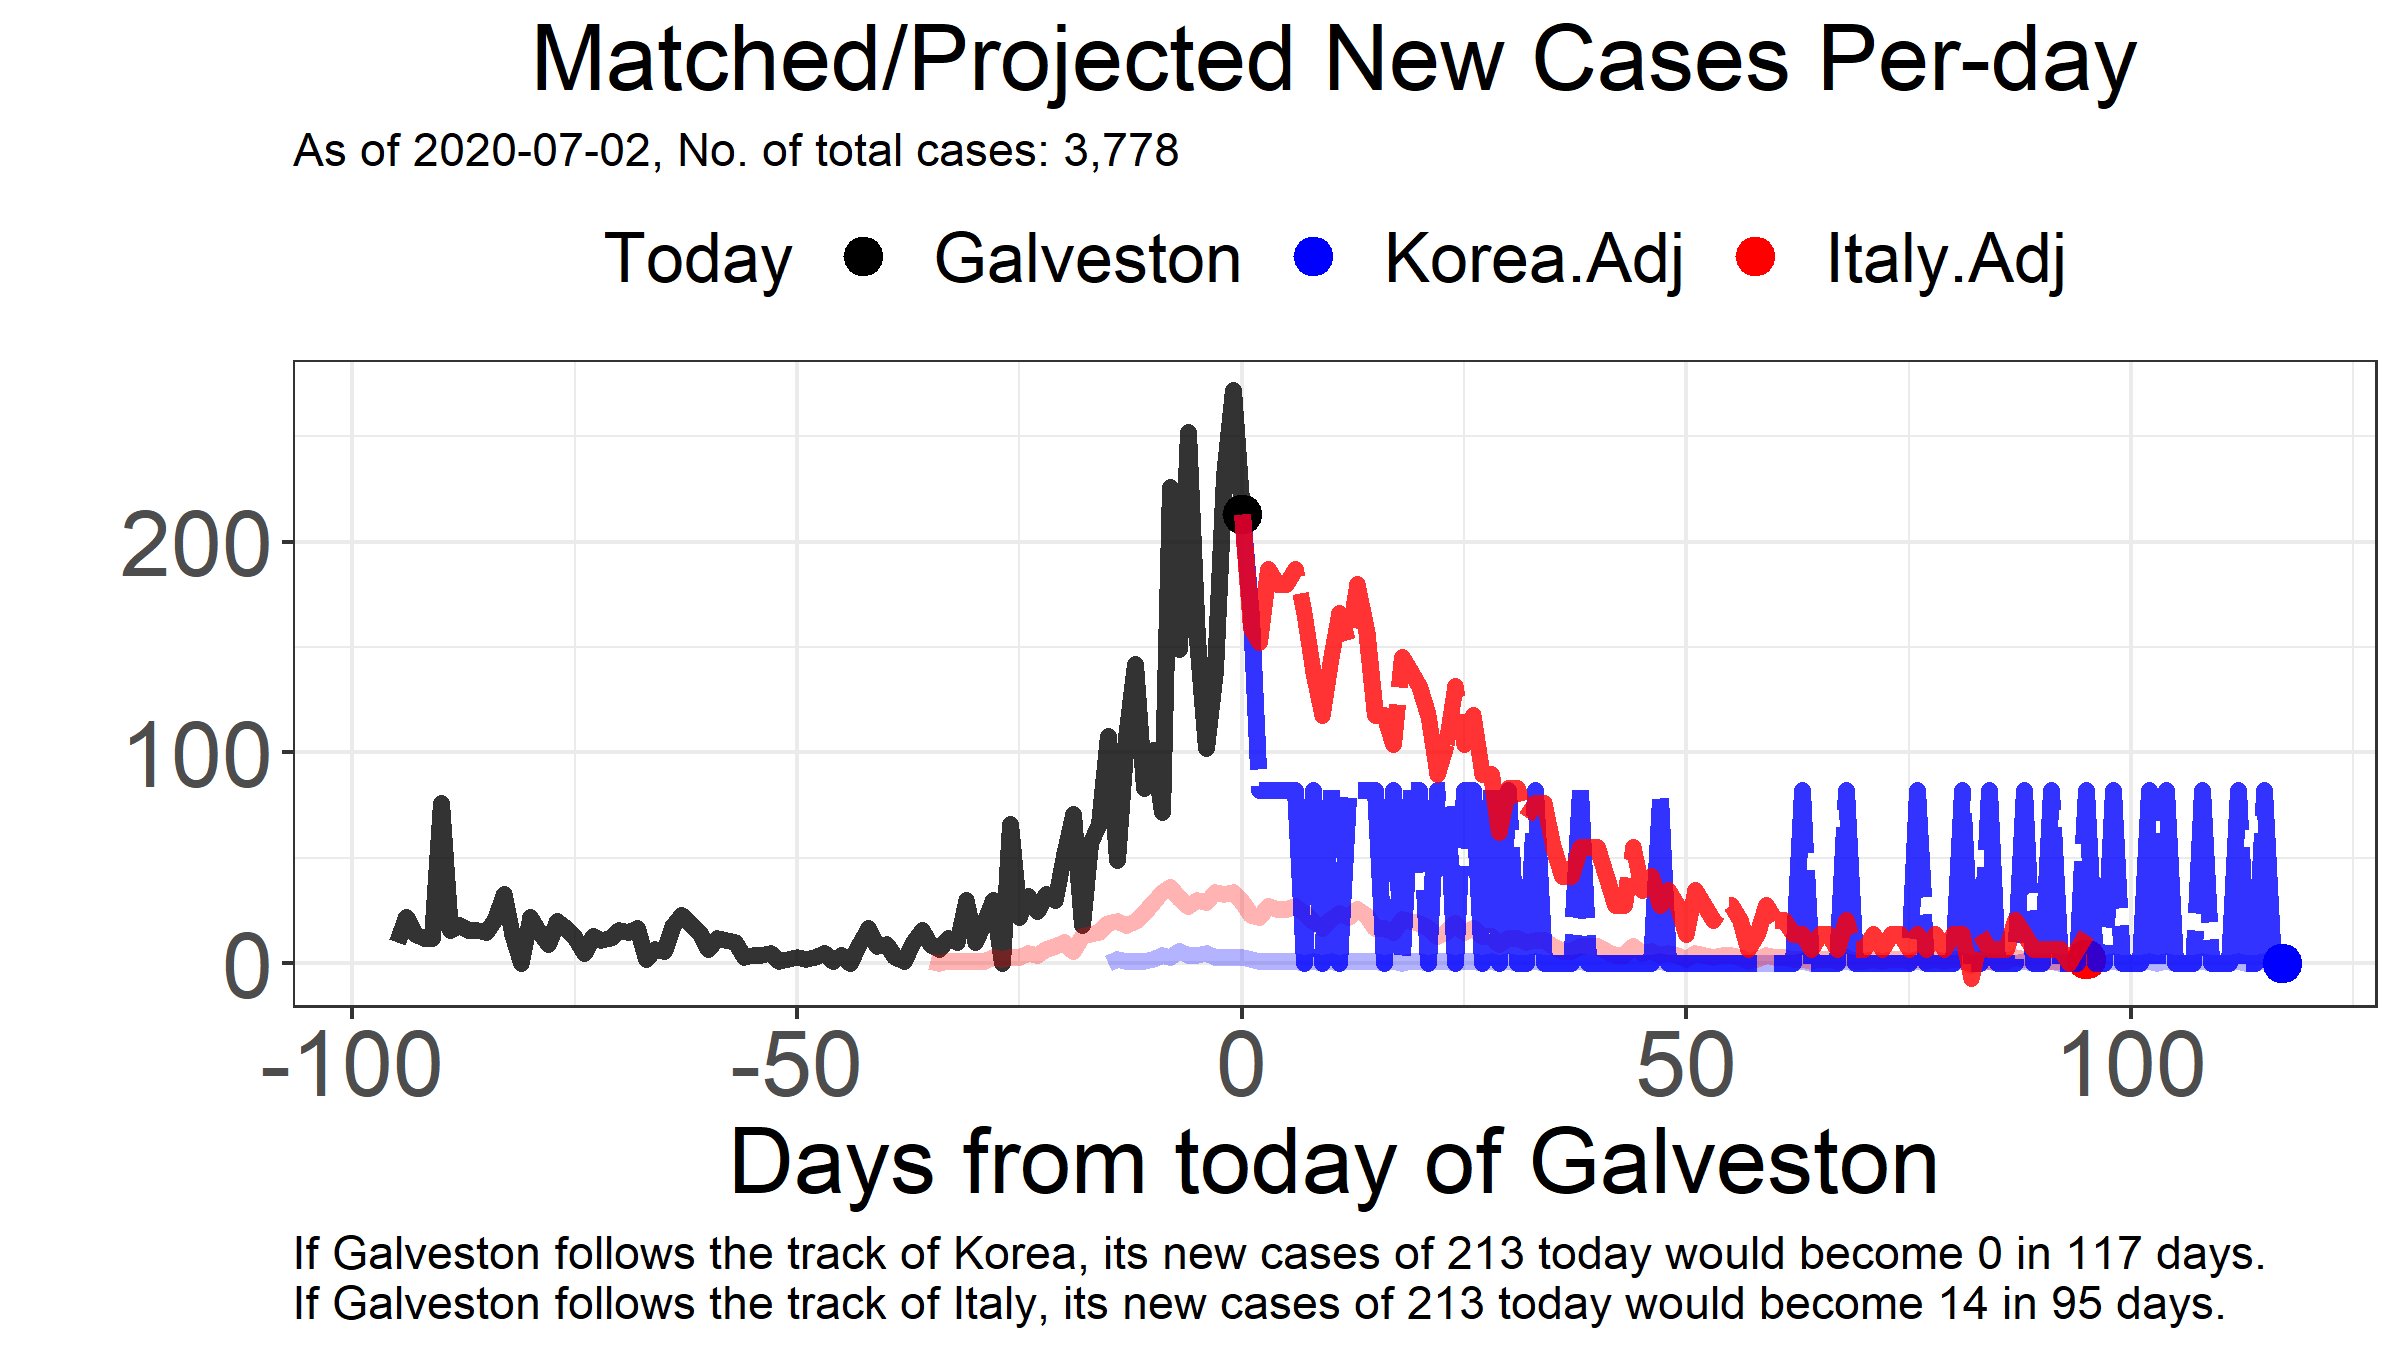 Matched/Projected New Cases Per-day
As of 2020-07-02, No. of total cases: 3,778
Today Galveston Korea.Adj Italy.Adj
200
100
0
-100 -50 0 50 100
Days from today of Galveston
If Galveston follows the track of Korea, its new cases of 213 today would become 0 in 117 days.
If Galveston follows the track of Italy, its new cases of 213 today would become 14 in 95 days.